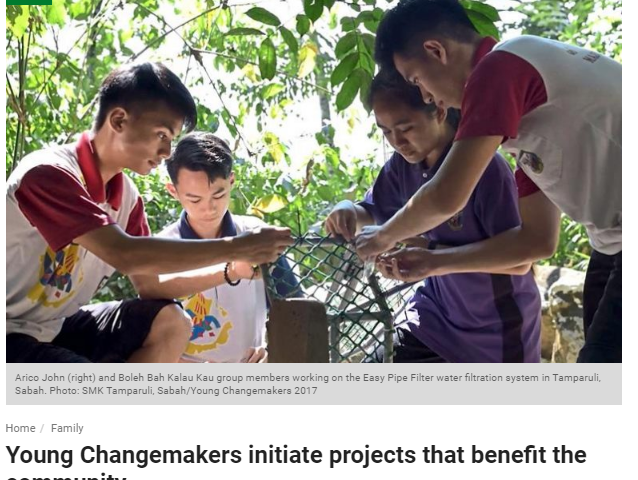 Arico John (right) and Boleh Bah Kalau Kau group members working on the Easy Pipe Filter water filtration system in Tamparuli,
Sabah. Photo: SMK Tamparuli, Sabah/Young Changemakers 2017
Home / Family
Young Changemakers initiate projects that benefit the
community